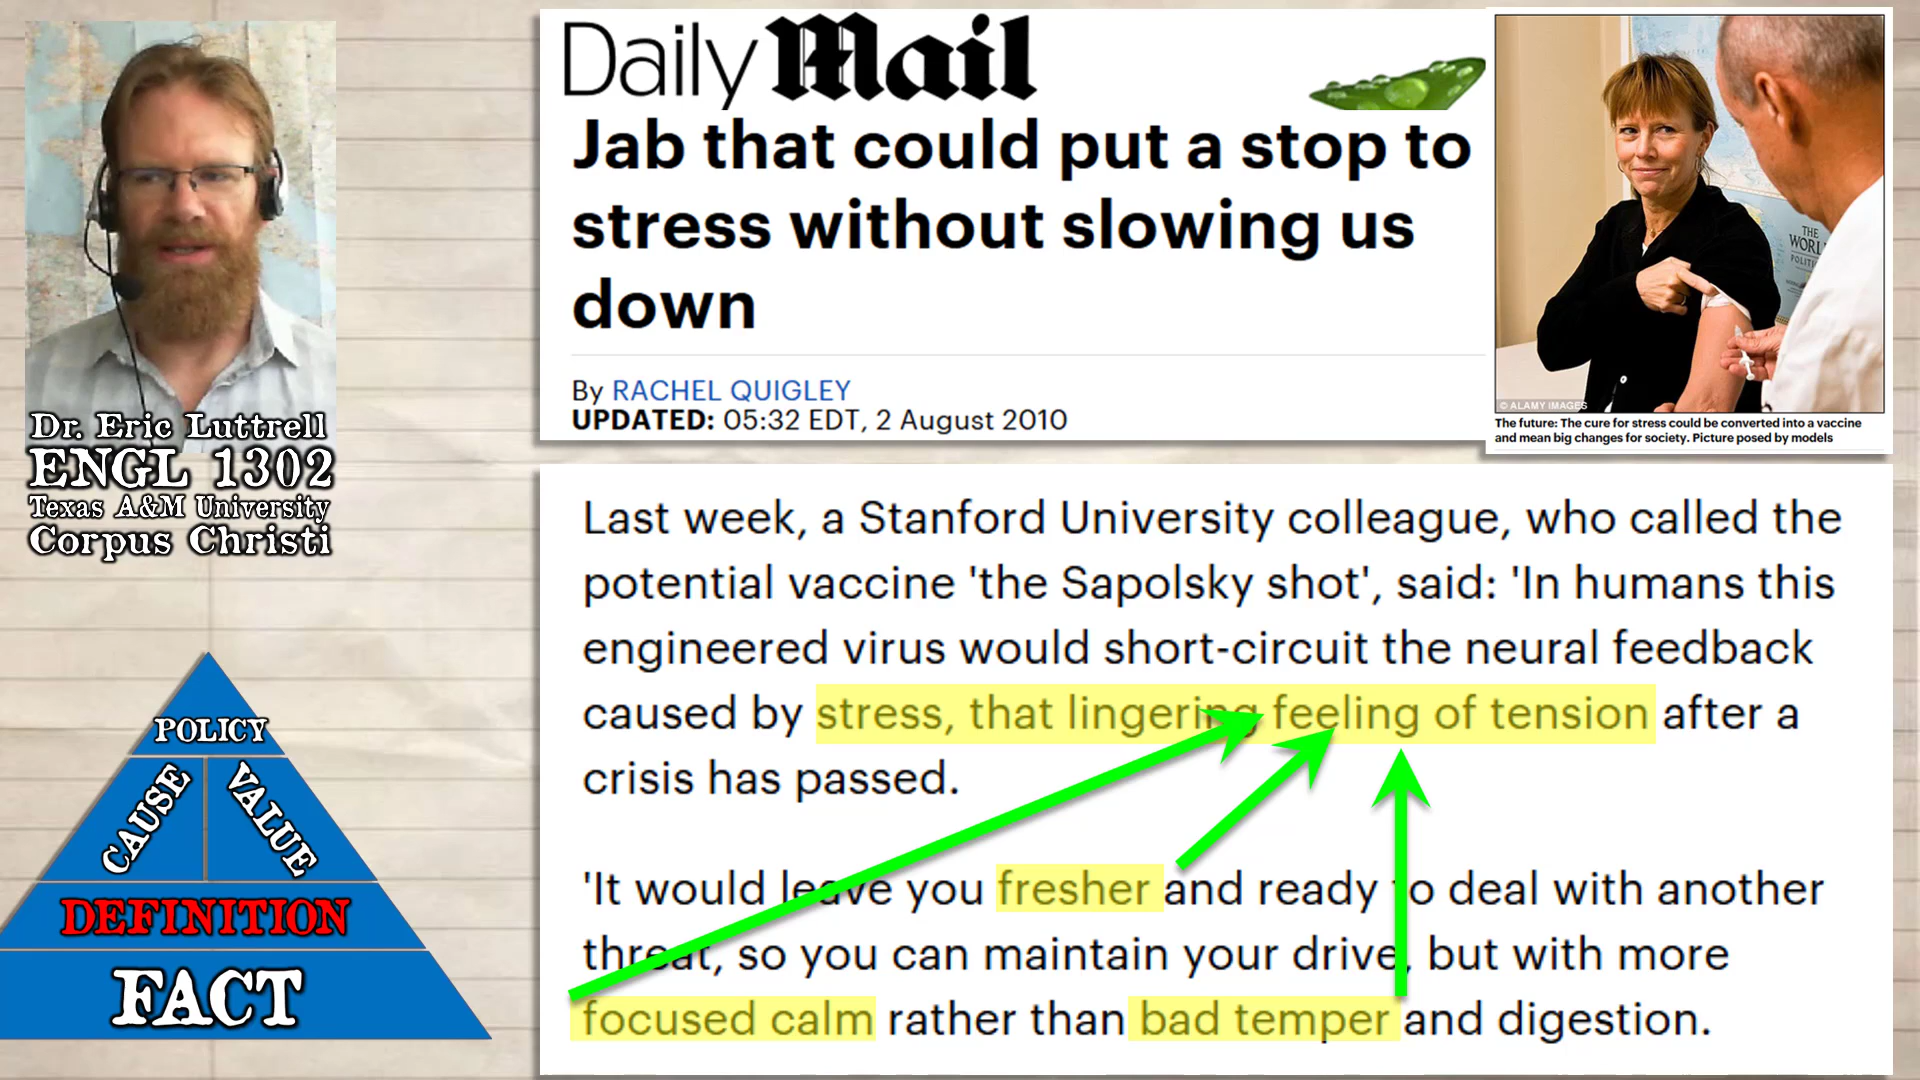 Daily Mail
Jab that could put a stop to
stress without slowing us
down
By RACHEL QUIGLEY
UPDATED: 05:32 EDT, 2 August 2010
THE
WORL
POLITI
© ALAMY IMAGES
The future: The cure for stress could be converted into a vaccine
and mean big changes for society. Picture posed by models
Dr. Eric Luttrell
ENGL 1302
Texas A&M University
Corpus Christi
POLICY
CAUSE
VALUE
DEFINITION
FACT
Last week, a Stanford University colleague, who called the
potential vaccine 'the Sapolsky shot', said: 'In humans this
engineered virus would short-circuit the neural feedback
caused by stress, that lingering feeling of tension after a
crisis has passed.
'It would leave you fresher and ready to deal with another
threat, so you can maintain your drive, but with more
focused calm rather than bad temper and digestion.